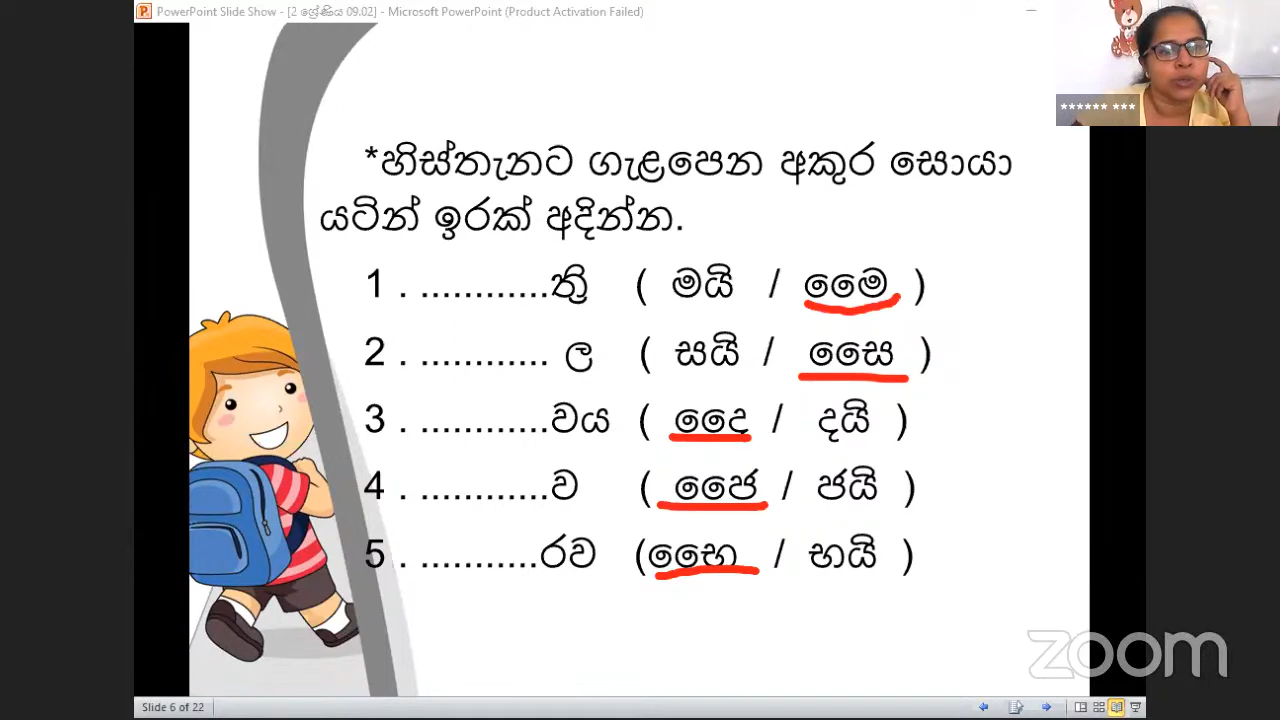 PowerPoint Slide Show - [2 ශ්‍රේණිය 09.02] - Microsoft PowerPoint (Product Activation Failed)
****** ***
*හිස්තැනට ගැළපෙන අකුර සොයා
යටින් ඉරක් අදින්න.
1 . ............ත්‍රි ( මයි / මෛ )
2 . ............ ල ( සයි / සෛ )
3 . ............වය ( දෛ / දයි )
4 . ............ව ( ජෛ / ජයි )
5 . ...........රව (භෛ / භයි )
zoom
Slide 6 of 22